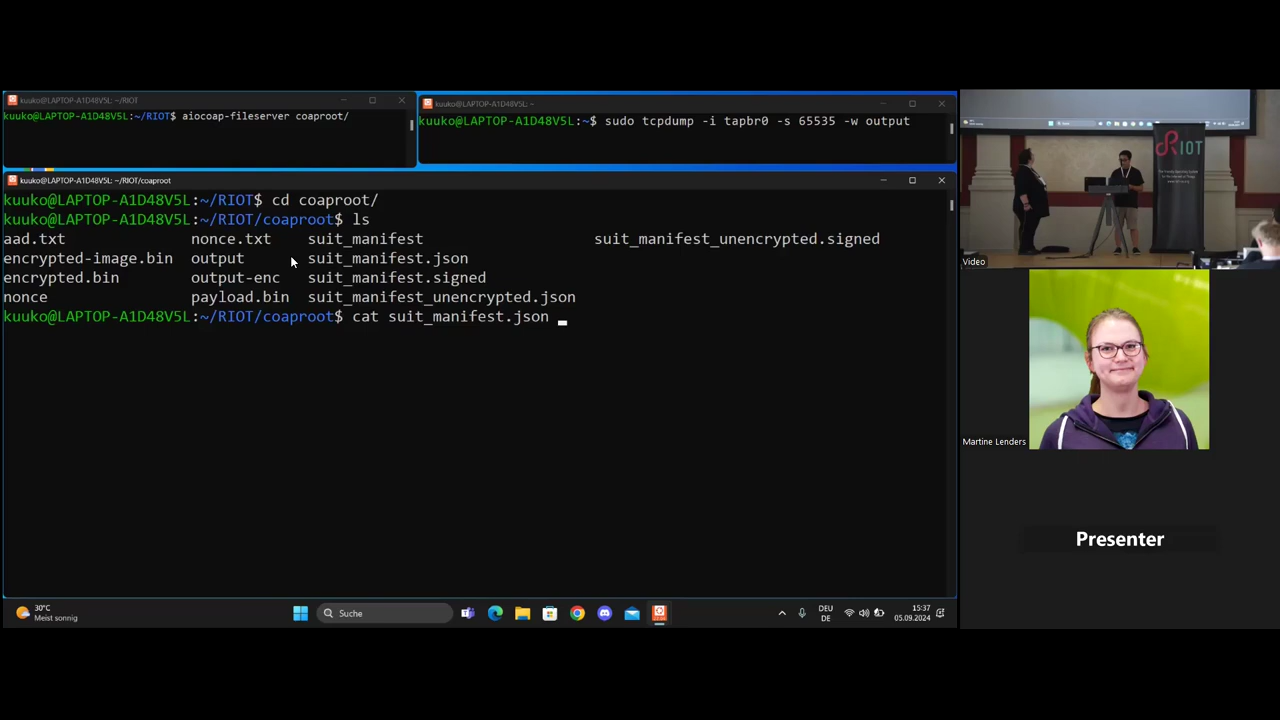 kuuko@LAPTOP-A1D48V5L: ~/RIOT
kuuko@LAPTOP-A1D48V5L:~/RIOT$ aiocoap-fileserver coaproot/
kuuko@LAPTOP-A1D48V5L: ~
kuuko@LAPTOP-A1D48V5L:~$ sudo tcpdump -i tapbr0 -s 65535 -w output
kuuko@LAPTOP-A1D48V5L: ~/RIOT/coaproot
kuuko@LAPTOP-A1D48V5L:~/RIOT$ cd coaproot/
kuuko@LAPTOP-A1D48V5L:~/RIOT/coaproot$ ls
aad.txt nonce.txt suit_manifest suit_manifest_unencrypted.signed
encrypted-image.bin output suit_manifest.json
encrypted.bin output-enc suit_manifest.signed
nonce payload.bin suit_manifest_unencrypted.json
kuuko@LAPTOP-A1D48V5L:~/RIOT/coaproot$ cat suit_manifest.json
30°C
Meist sonnig
Suche
DEU
DE
15:37
05.09.2024
RIOT
Video
Martine Lenders
Presenter